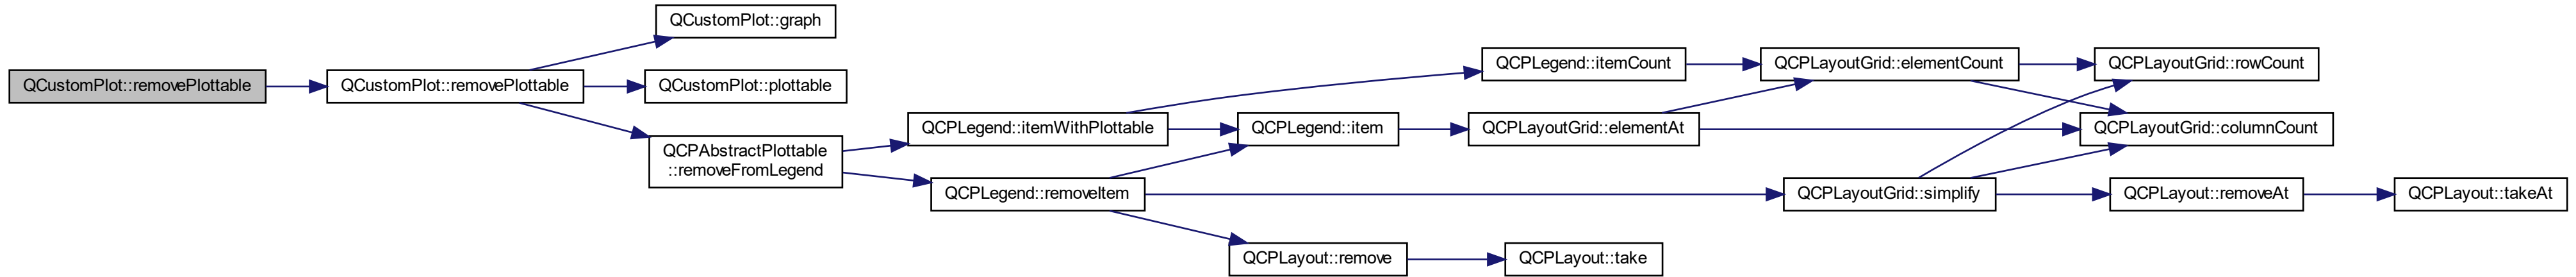 QCustomPlot::removePlottable
QCustomPlot::removePlottable
QCustomPlot::graph
QCustomPlot::plottable
QCPAbstractPlottable
::removeFromLegend
QCPLegend::itemWithPlottable
QCPLegend::removeItem
QCPLegend::itemCount
QCPLegend::item
QCPLayoutGrid::elementAt
QCPLayoutGrid::elementCount
QCPLayoutGrid::rowCount
QCPLayoutGrid::columnCount
QCPLayoutGrid::simplify
QCPLayout::removeAt
QCPLayout::takeAt
QCPLayout::remove
QCPLayout::take